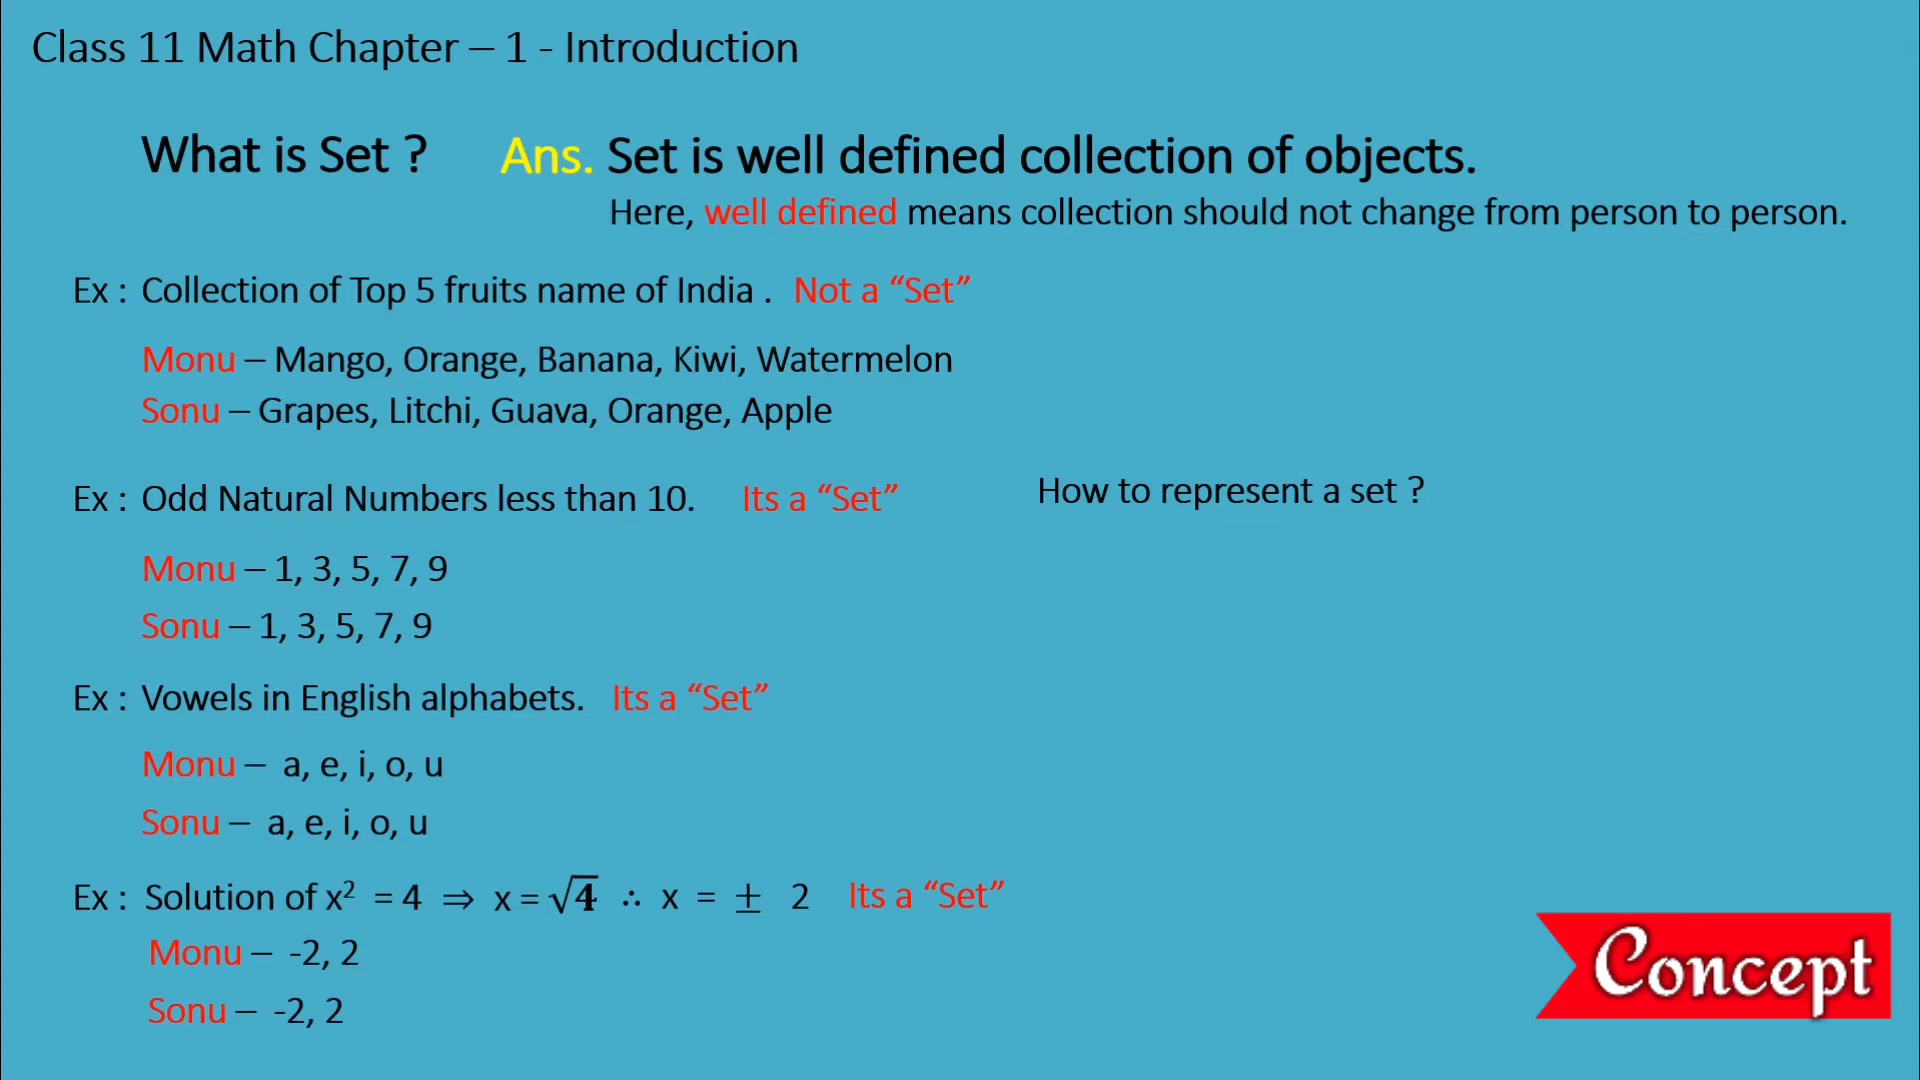 Class 11 Math Chapter – 1 - Introduction
What is Set ? Ans. Set is well defined collection of objects.
Here, well defined means collection should not change from person to person.
Ex : Collection of Top 5 fruits name of India . Not a “Set”
Monu – Mango, Orange, Banana, Kiwi, Watermelon
Sonu – Grapes, Litchi, Guava, Orange, Apple
Ex : Odd Natural Numbers less than 10. Its a “Set”
How to represent a set ?
Monu – 1, 3, 5, 7, 9
Sonu – 1, 3, 5, 7, 9
Ex : Vowels in English alphabets. Its a “Set”
Monu – a, e, i, o, u
Sonu – a, e, i, o, u
Ex : Solution of x² = 4 ⇒ x = √4 ∴ x = ± 2 Its a “Set”
Monu – -2, 2
Sonu – -2, 2
Concept